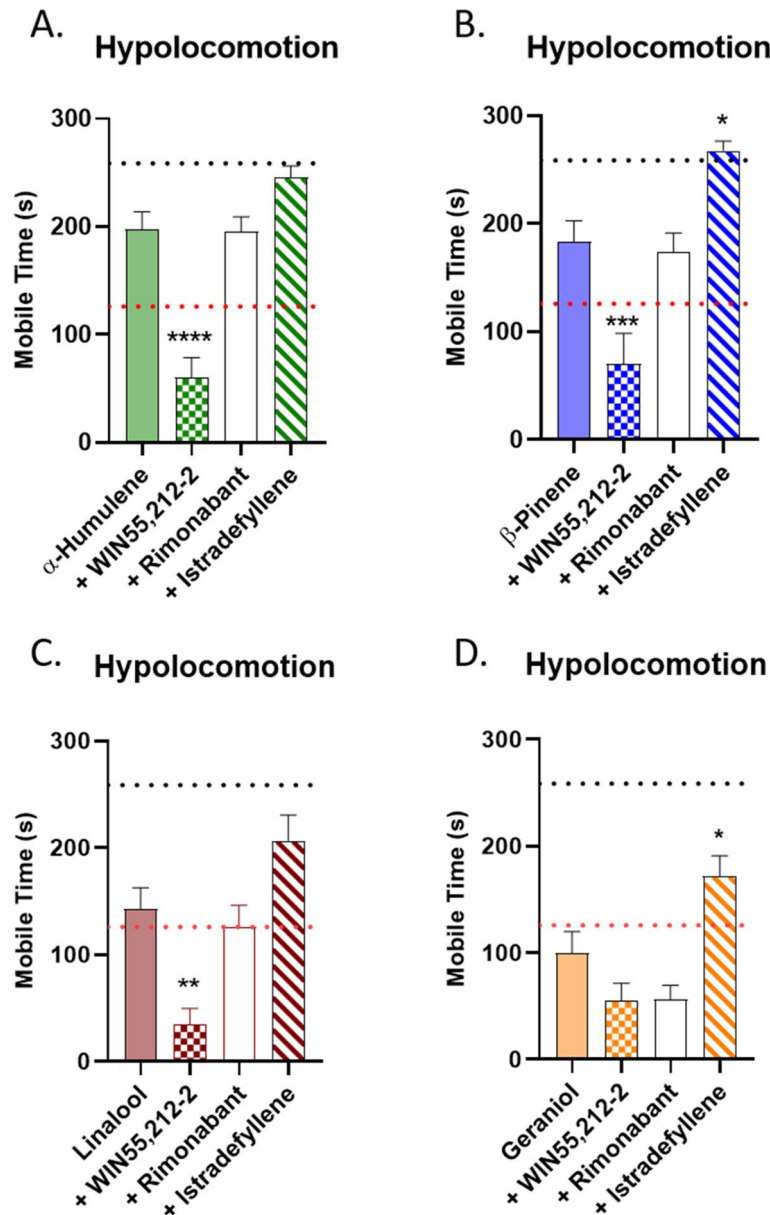 A.
Hypolocomotion
Mobile Time (s)
300
200
100
0
****
α-Humulene
+ WIN55,212-2
+ Rimonabant
+ Istradefyllene
B.
Hypolocomotion
Mobile Time (s)
300
200
100
0
***
*
β-Pinene
+ WIN55,212-2
+ Rimonabant
+ Istradefyllene
C.
Hypolocomotion
Mobile Time (s)
300
200
100
0
**
Linalool
+ WIN55,212-2
+ Rimonabant
+ Istradefyllene
D.
Hypolocomotion
Mobile Time (s)
300
200
100
0
*
Geraniol
+ WIN55,212-2
+ Rimonabant
+ Istradefyllene